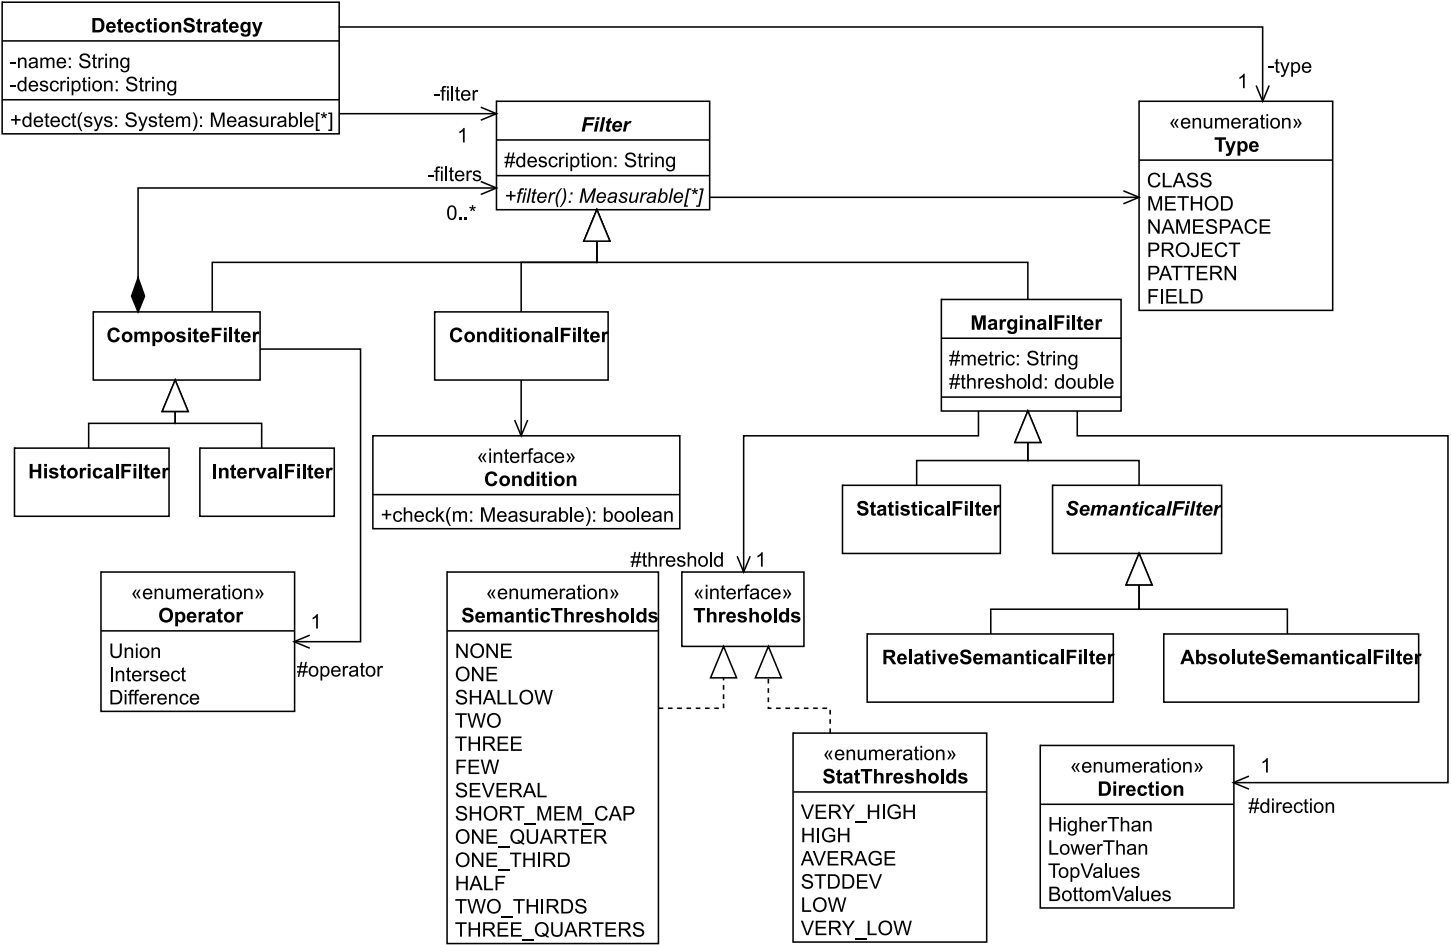 DetectionStrategy
-name: String
-description: String
+detect(sys: System): Measurable[*]
-filter
1
-filters
0..*
Filter
#description: String
+filter(): Measurable[*]
-type
1
«enumeration»
Type
CLASS
METHOD
NAMESPACE
PROJECT
PATTERN
FIELD
CompositeFilter
ConditionalFilter
MarginalFilter
#metric: String
#threshold: double
HistoricalFilter
IntervalFilter
«interface»
Condition
+check(m: Measurable): boolean
StatisticalFilter
SemanticalFilter
«enumeration»
Operator
Union
Intersect
Difference
1
#operator
«enumeration»
SemanticThresholds
NONE
ONE
SHALLOW
TWO
THREE
FEW
SEVERAL
SHORT_MEM_CAP
ONE_QUARTER
ONE_THIRD
HALF
TWO_THIRDS
THREE_QUARTERS
#threshold
1
«interface»
Thresholds
RelativeSemanticalFilter
AbsoluteSemanticalFilter
«enumeration»
StatThresholds
VERY_HIGH
HIGH
AVERAGE
STDDEV
LOW
VERY_LOW
«enumeration»
Direction
HigherThan
LowerThan
TopValues
BottomValues
1
#direction